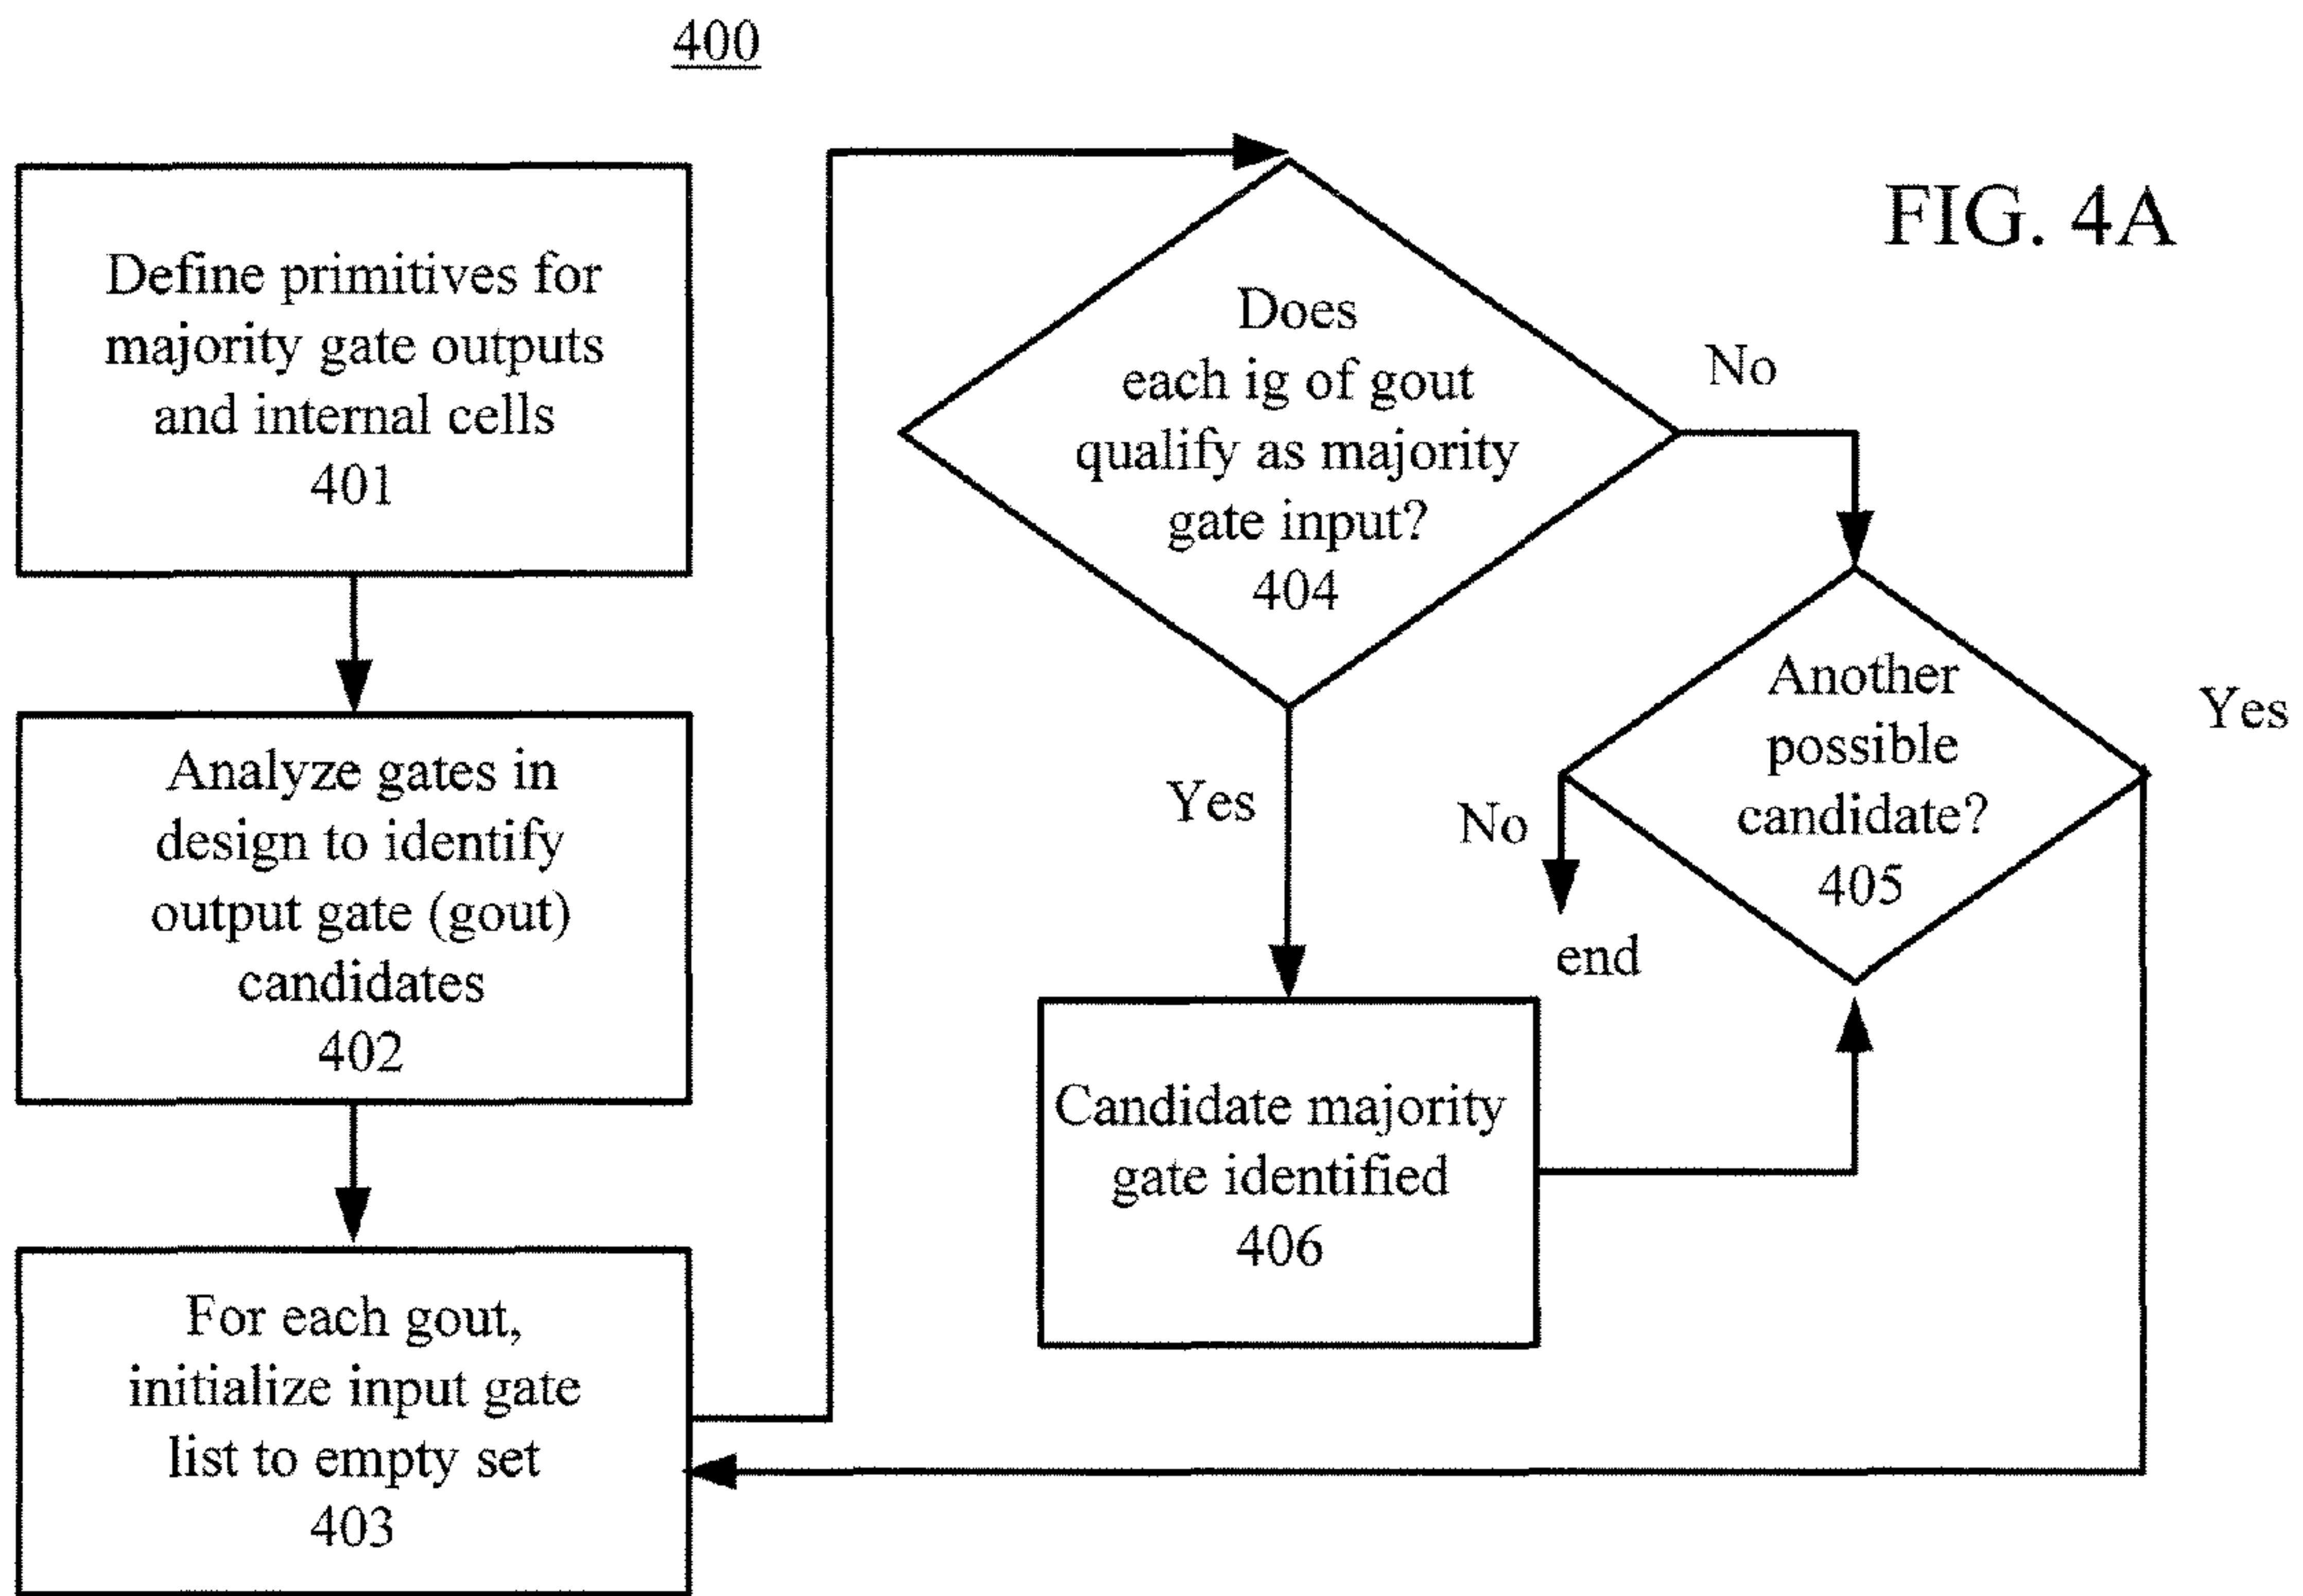 400
FIG. 4A
Define primitives for
majority gate outputs
and internal cells
401
Analyze gates in
design to identify
output gate (gout)
candidates
402
For each gout,
initialize input gate
list to empty set
403
Does
each ig of gout
qualify as majority
gate input?
404
No
Yes
Another
possible
candidate?
405
Yes
No
end
Candidate majority
gate identified
406